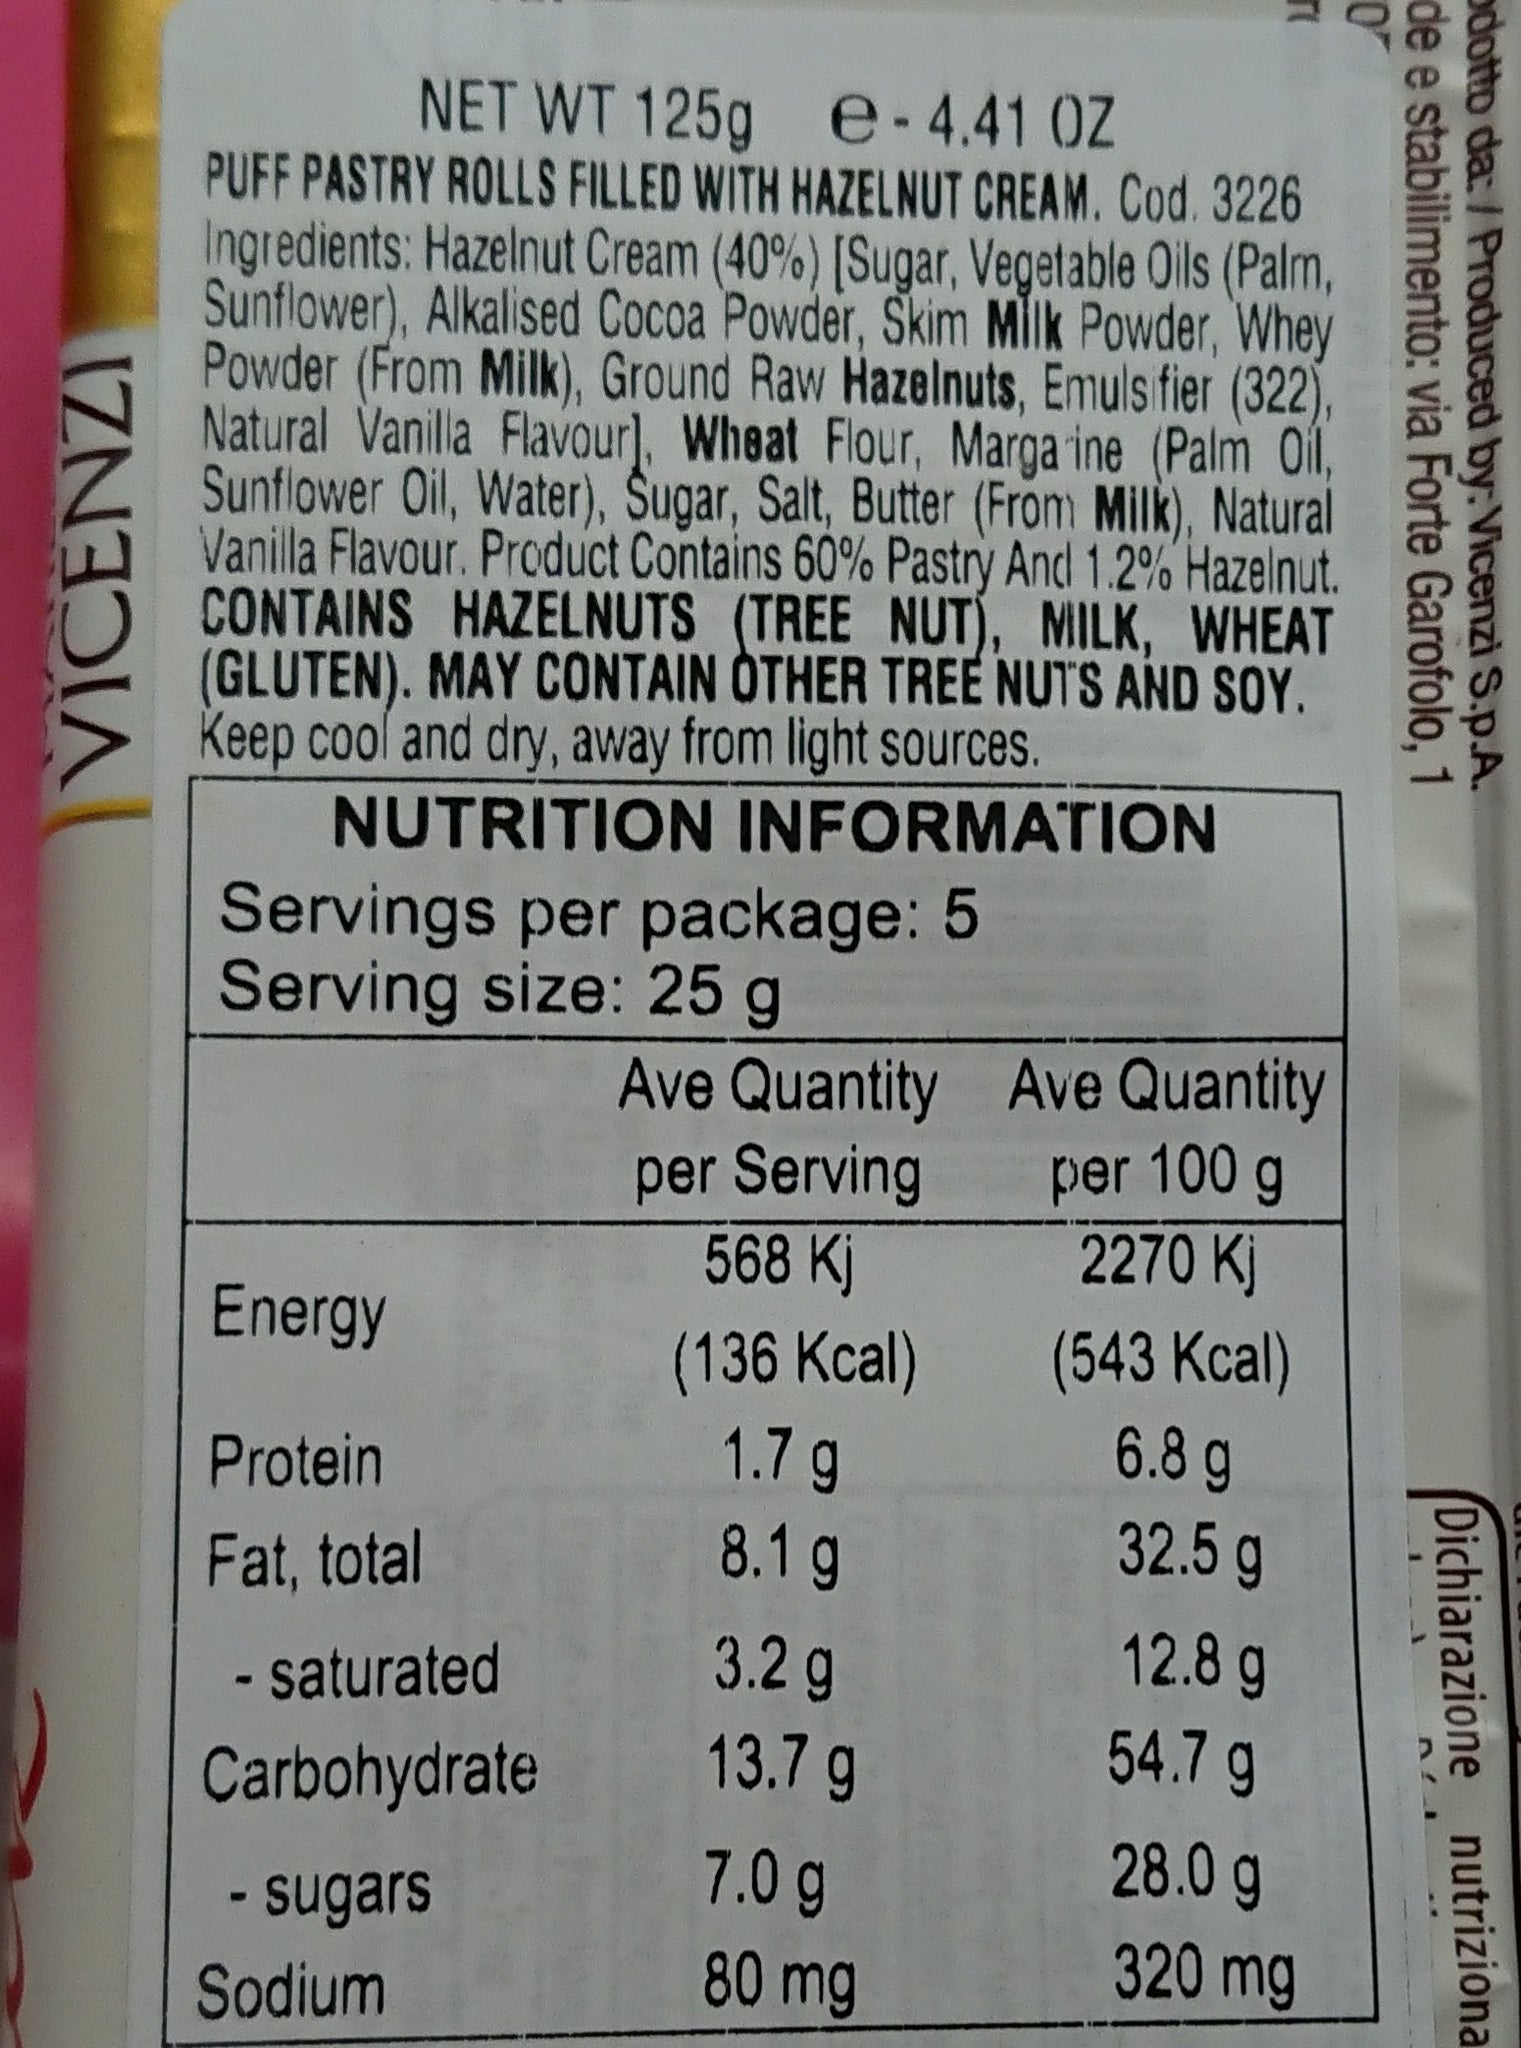 NET WT 125g e - 4.41 OZ
PUFF PASTRY ROLLS FILLED WITH HAZELNUT CREAM. Cod. 3226
Ingredients: Hazelnut Cream (40%) [Sugar, Vegetable Oils (Palm,
Sunflower), Alkalised Cocoa Powder, Skim Milk Powder, Whey
Powder (From Milk), Ground Raw Hazelnuts, Emulsifier (322),
Natural Vanilla Flavour], Wheat Flour, Margarine (Palm Oil,
Sunflower Oil, Water), Sugar, Salt, Butter (From Milk), Natural
Vanilla Flavour. Product Contains 60% Pastry And 1.2% Hazelnut.
CONTAINS HAZELNUTS (TREE NUT), MILK, WHEAT
(GLUTEN). MAY CONTAIN OTHER TREE NUTS AND SOY.
Keep cool and dry, away from light sources.
NUTRITION INFORMATION
Servings per package: 5
Serving size: 25 g
Ave Quantity Ave Quantity
per Serving per 100 g
568 Kj 2270 Kj
Energy
(136 Kcal) (543 Kcal)
Protein 1.7 g 6.8 g
Fat, total 8.1 g 32.5 g
- saturated 3.2 g 12.8 g
Carbohydrate 13.7 g 54.7 g
- sugars 7.0 g 28.0 g
Sodium 80 mg 320 mg
VICENZI
odotto da: / Produced by: Vicenzi S.p.A.
de e stabilimento: via Forte Garofolo, 1
Dichiarazione nutriziona